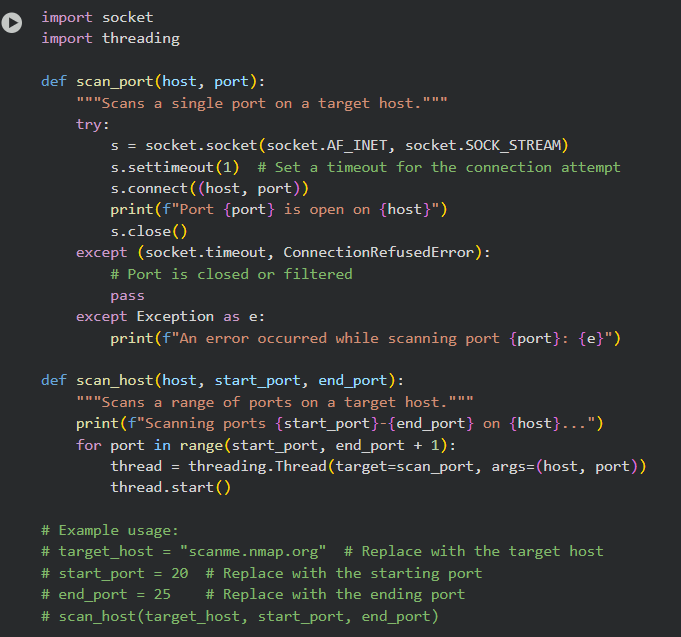 import socket
import threading

def scan_port(host, port):
    """Scans a single port on a target host."""
    try:
        s = socket.socket(socket.AF_INET, socket.SOCK_STREAM)
        s.settimeout(1)  # Set a timeout for the connection attempt
        s.connect((host, port))
        print(f"Port {port} is open on {host}")
        s.close()
    except (socket.timeout, ConnectionRefusedError):
        # Port is closed or filtered
        pass
    except Exception as e:
        print(f"An error occurred while scanning port {port}: {e}")

def scan_host(host, start_port, end_port):
    """Scans a range of ports on a target host."""
    print(f"Scanning ports {start_port}-{end_port} on {host}...")
    for port in range(start_port, end_port + 1):
        thread = threading.Thread(target=scan_port, args=(host, port))
        thread.start()

# Example usage:
# target_host = "scanme.nmap.org"  # Replace with the target host
# start_port = 20  # Replace with the starting port
# end_port = 25    # Replace with the ending port
# scan_host(target_host, start_port, end_port)